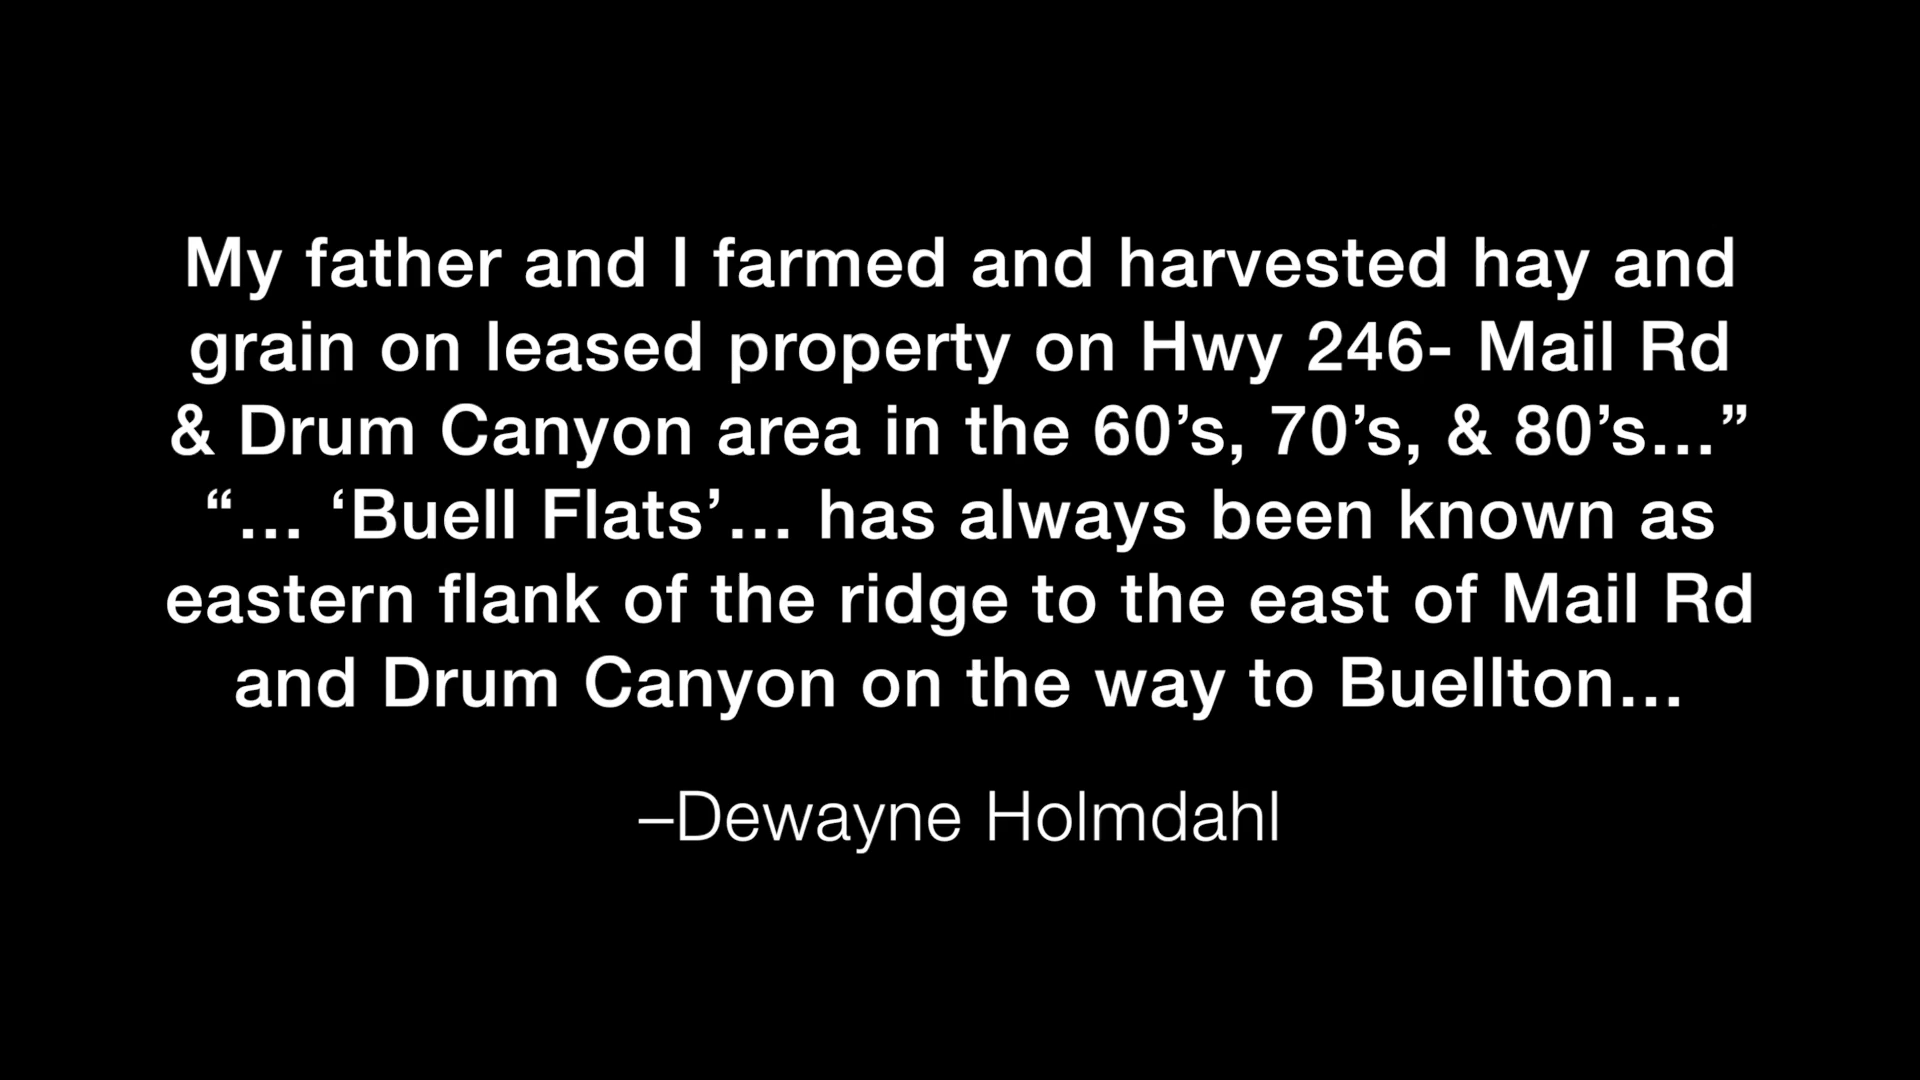 My father and I farmed and harvested hay and
grain on leased property on Hwy 246- Mail Rd
& Drum Canyon area in the 60’s, 70’s, & 80’s…”
“… ‘Buell Flats’… has always been known as
eastern flank of the ridge to the east of Mail Rd
and Drum Canyon on the way to Buellton…
–Dewayne Holmdahl